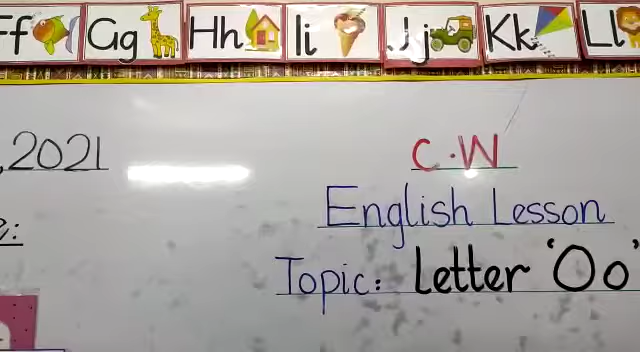 Ff Gg Hh Ii Jj Kk Ll
,2021
C.W
English Lesson
Topic: Letter 'Oo'